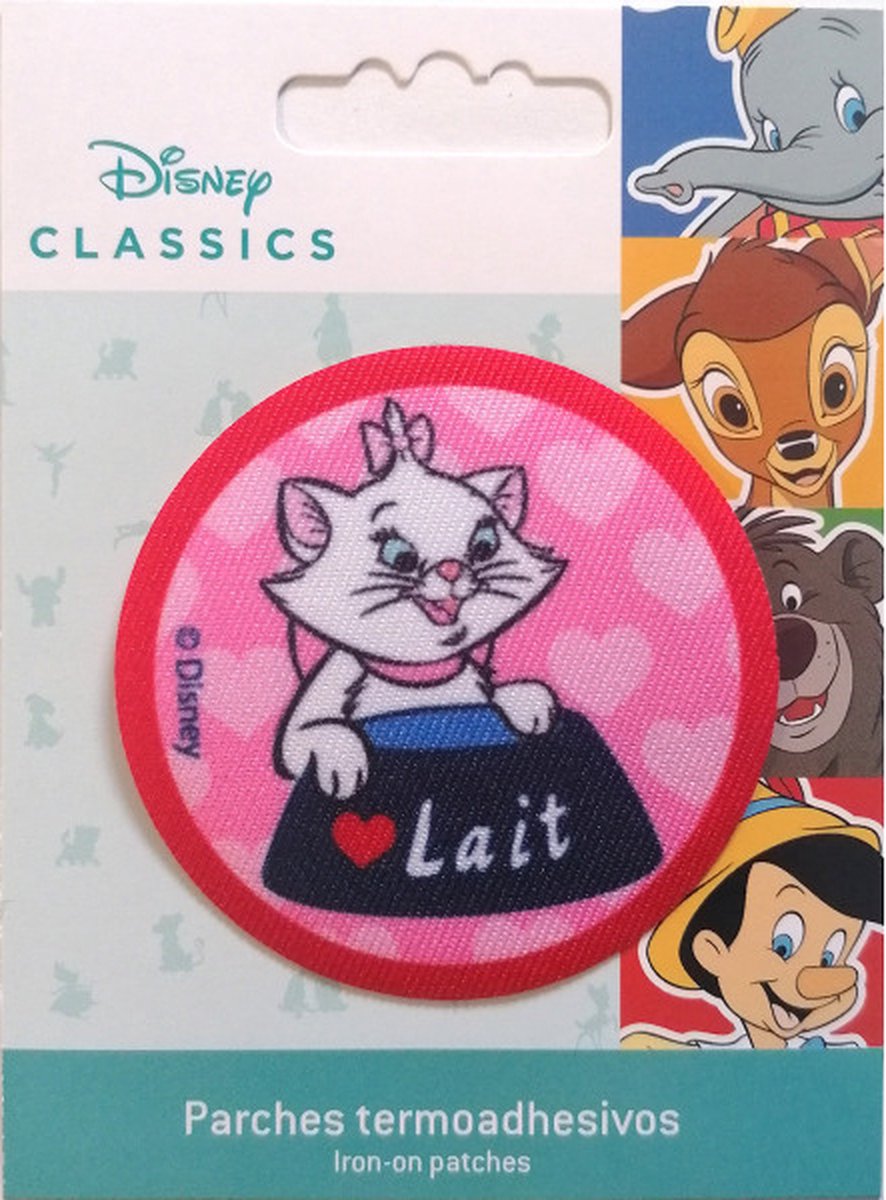 Disney
CLASSICS
© Disney
Lait
Parches termoadhesivos
Iron-on patches